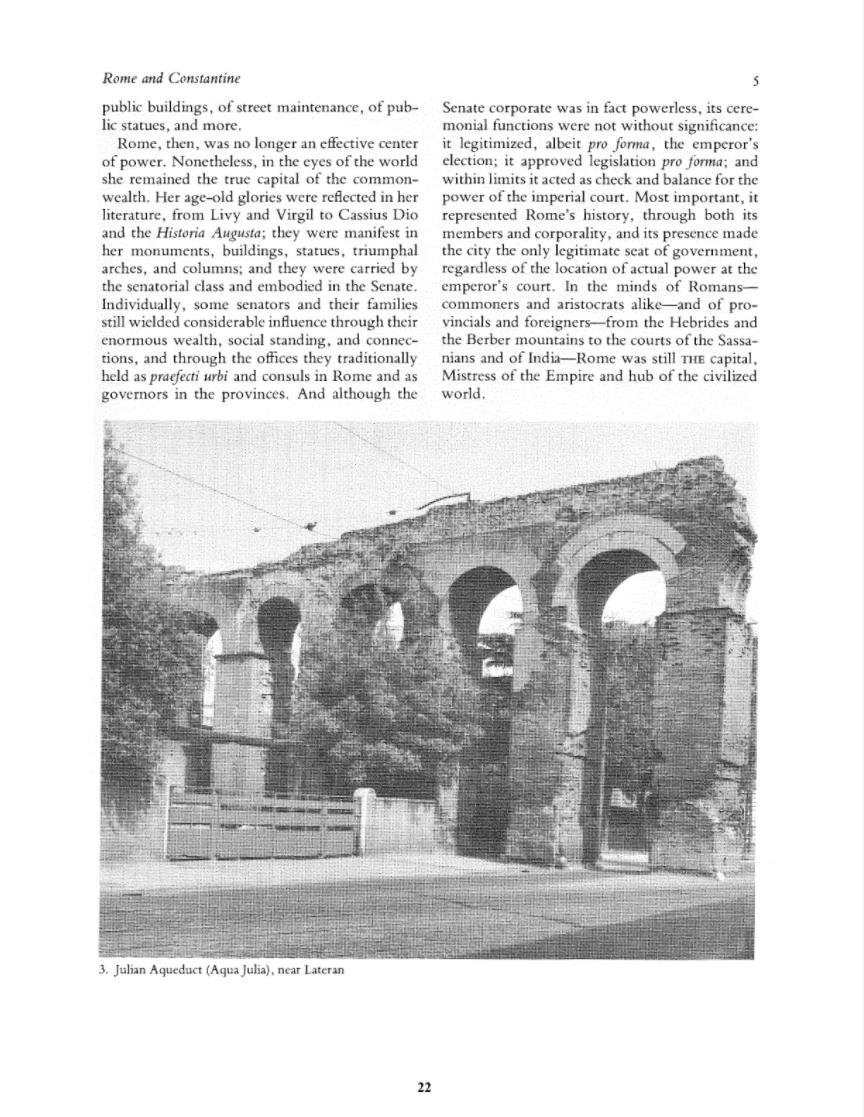 Rome and Constantine
5
public buildings, of street maintenance, of pub-
lic statues, and more.
Rome, then, was no longer an effective center
of power. Nonetheless, in the eyes of the world
she remained the true capital of the common-
wealth. Her age-old glories were reflected in her
literature, from Livy and Virgil to Cassius Dio
and the Historia Augusta; they were manifest in
her monuments, buildings, statues, triumphal
arches, and columns; and they were carried by
the senatorial class and embodied in the Senate.
Individually, some senators and their families
still wielded considerable influence through their
enormous wealth, social standing, and connec-
tions, and through the offices they traditionally
held as praefecti urbi and consuls in Rome and as
governors in the provinces. And although the
Senate corporate was in fact powerless, its cere-
monial functions were not without significance:
it legitimized, albeit pro forma, the emperor's
election; it approved legislation pro forma; and
within limits it acted as check and balance for the
power of the imperial court. Most important, it
represented Rome's history, through both its
members and corporality, and its presence made
the city the only legitimate seat of government,
regardless of the location of actual power at the
emperor's court. In the minds of Romans—
commoners and aristocrats alike—and of pro-
vincials and foreigners—from the Hebrides and
the Berber mountains to the courts of the Sassa-
nians and of India—Rome was still THE capital,
Mistress of the Empire and hub of the civilized
world.
3. Julian Aqueduct (Aqua Julia), near Lateran
22